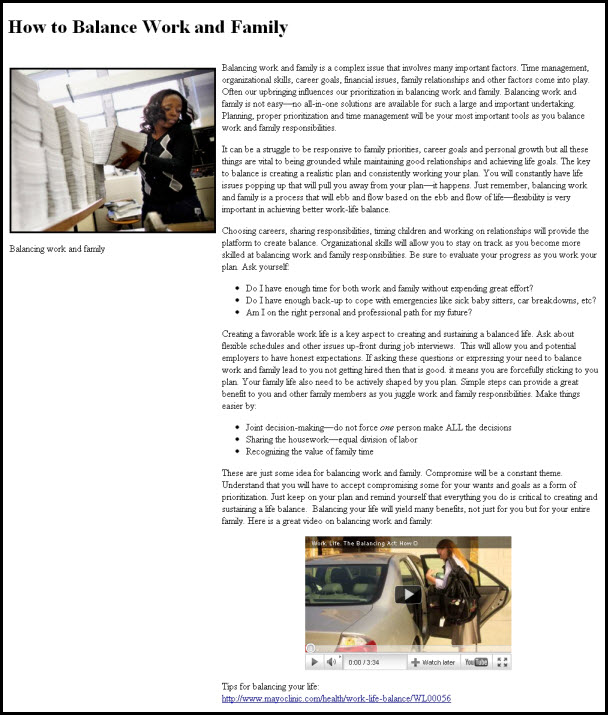 How to Balance Work and Family
Balancing work and family is a complex issue that involves many important factors. Time management,
organizational skills, career goals, financial issues, family relationships and other factors come into play.
Often our upbringing influences our prioritization in balancing work and family. Balancing work and
family is not easy—no all-in-one solutions are available for such a large and important undertaking.
Planning, proper prioritization and time management will be your most important tools as you balance
work and family responsibilities.
It can be a struggle to be responsive to family priorities, career goals and personal growth but all these
things are vital to being grounded while maintaining good relationships and achieving life goals. The key
to balance is creating a realistic plan and consistently working your plan. You will constantly have life
issues popping up that will pull you away from your plan—it happens. Just remember, balancing work
and family is a process that will ebb and flow based on the ebb and flow of life—flexibility is very
important in achieving better work-life balance.
Balancing work and family
Choosing careers, sharing responsibilities, timing children and working on relationships will provide the
platform to create balance. Organizational skills will allow you to stay on track as you become more
skilled at balancing work and family responsibilities. Be sure to evaluate your progress as you work your
plan. Ask yourself:
• Do I have enough time for both work and family without expending great effort?
• Do I have enough back-up to cope with emergencies like sick baby sitters, car breakdowns, etc?
• Am I on the right personal and professional path for my future?
Creating a favorable work life is a key aspect to creating and sustaining a balanced life. Ask about
flexible schedules and other issues up-front during job interviews. This will allow you and potential
employers to have honest expectations. If asking these questions or expressing your need to balance
work and family lead to you not getting hired then that is good. it means you are forcefully sticking to you
plan. Your family life also need to be actively shaped by you plan. Simple steps can provide a great
benefit to you and other family members as you juggle work and family responsibilities. Make things
easier by:
• Joint decision-making—do not force one person make ALL the decisions
• Sharing the housework—equal division of labor
• Recognizing the value of family time
These are just some idea for balancing work and family. Compromise will be a constant theme.
Understand that you will have to accept compromising some for your wants and goals as a form of
prioritization. Just keep on your plan and remind yourself that everything you do is critical to creating and
sustaining a life balance. Balancing your life will yield many benefits, not just for you but for your entire
family. Here is a great video on balancing work and family:
Work. Life. The Balancing Act: How D
0:00 / 3:34
Watch later
YouTube
Tips for balancing your life:
http://www.mayoclinic.com/health/work-life-balance/WL00056